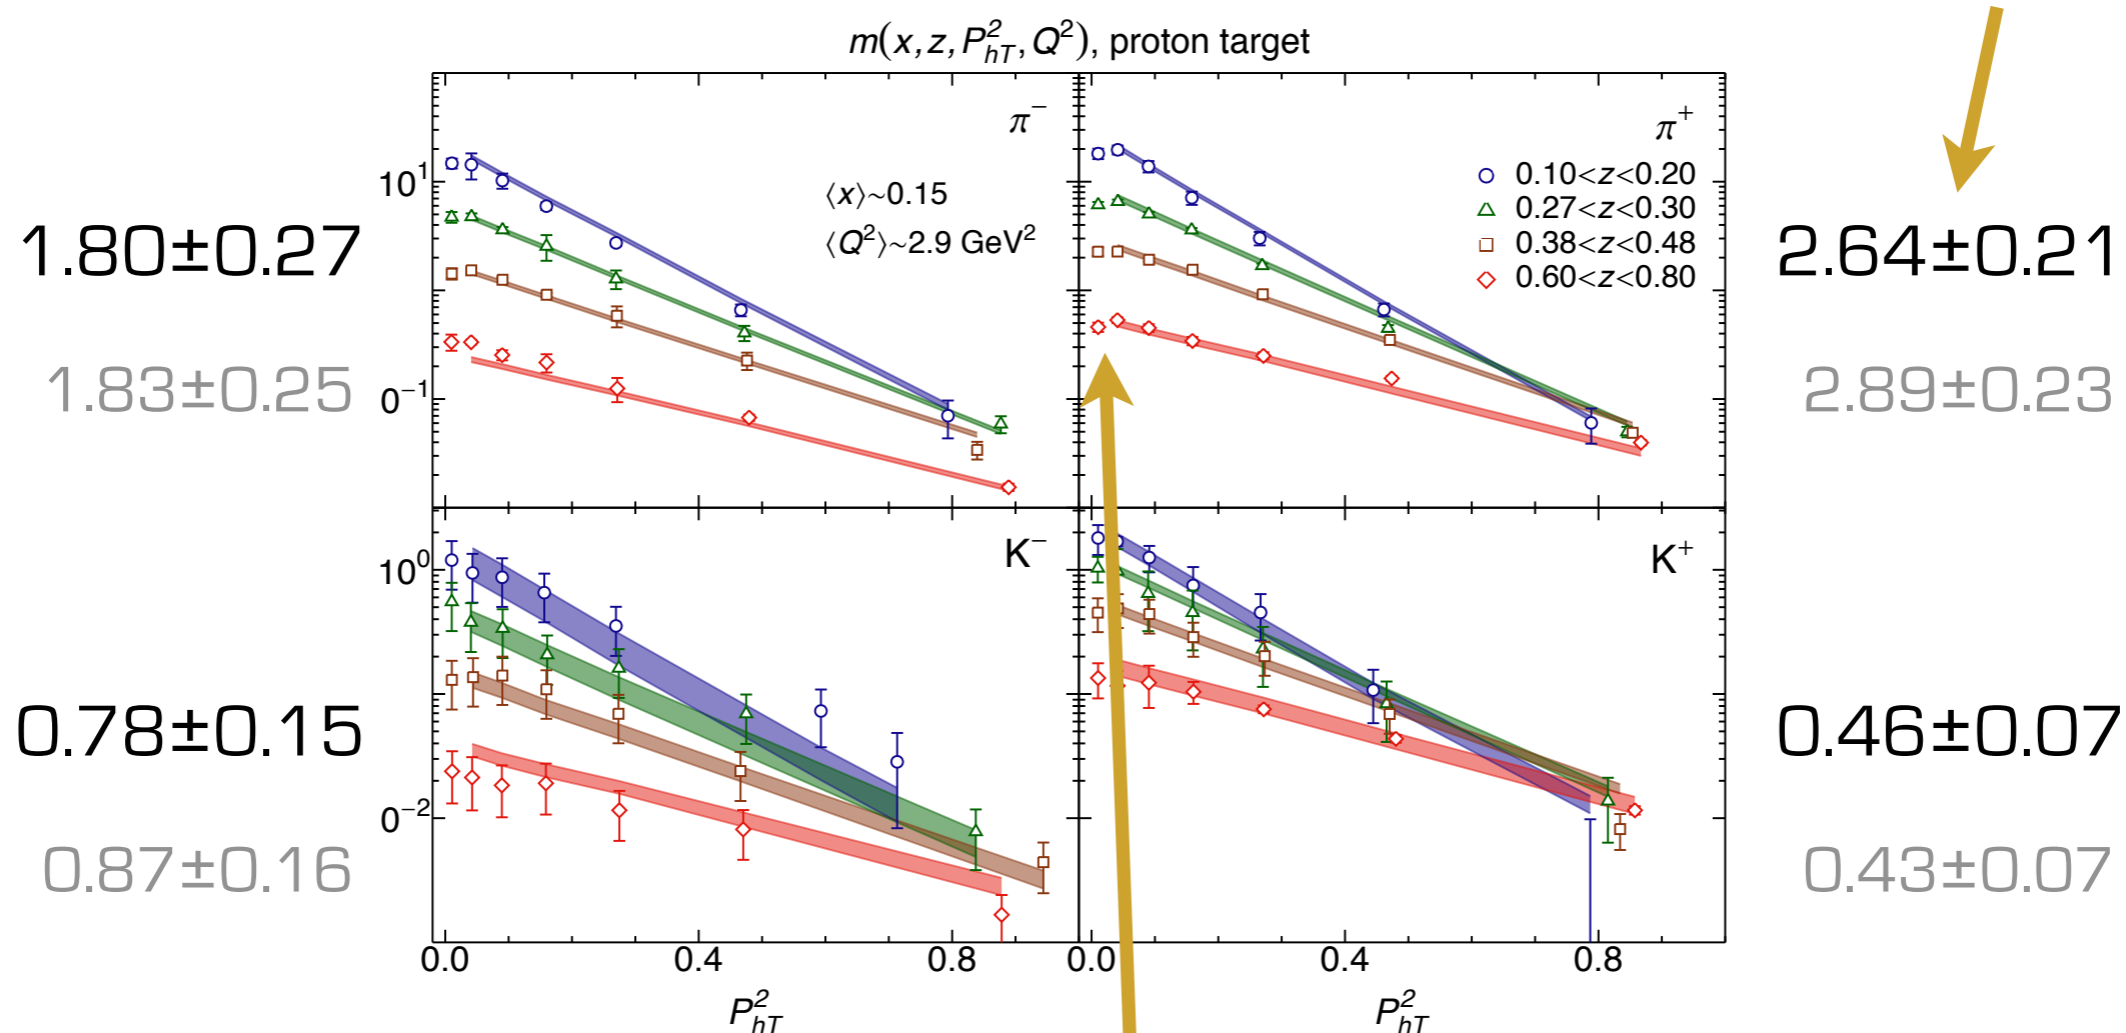 m(x, z, P²hT, Q²), proton target
π⁻
π⁺
⟨x⟩~0.15
⟨Q²⟩~2.9 GeV²
0.10<z<0.20
0.27<z<0.30
0.38<z<0.48
0.60<z<0.80
10¹
10⁻¹
1.80±0.27
1.83±0.25
2.64±0.21
2.89±0.23
K⁻
K⁺
10⁰
10⁻²
0.78±0.15
0.87±0.16
0.46±0.07
0.43±0.07
0.0 0.4 0.8 0.0 0.4 0.8
P²hT P²hT